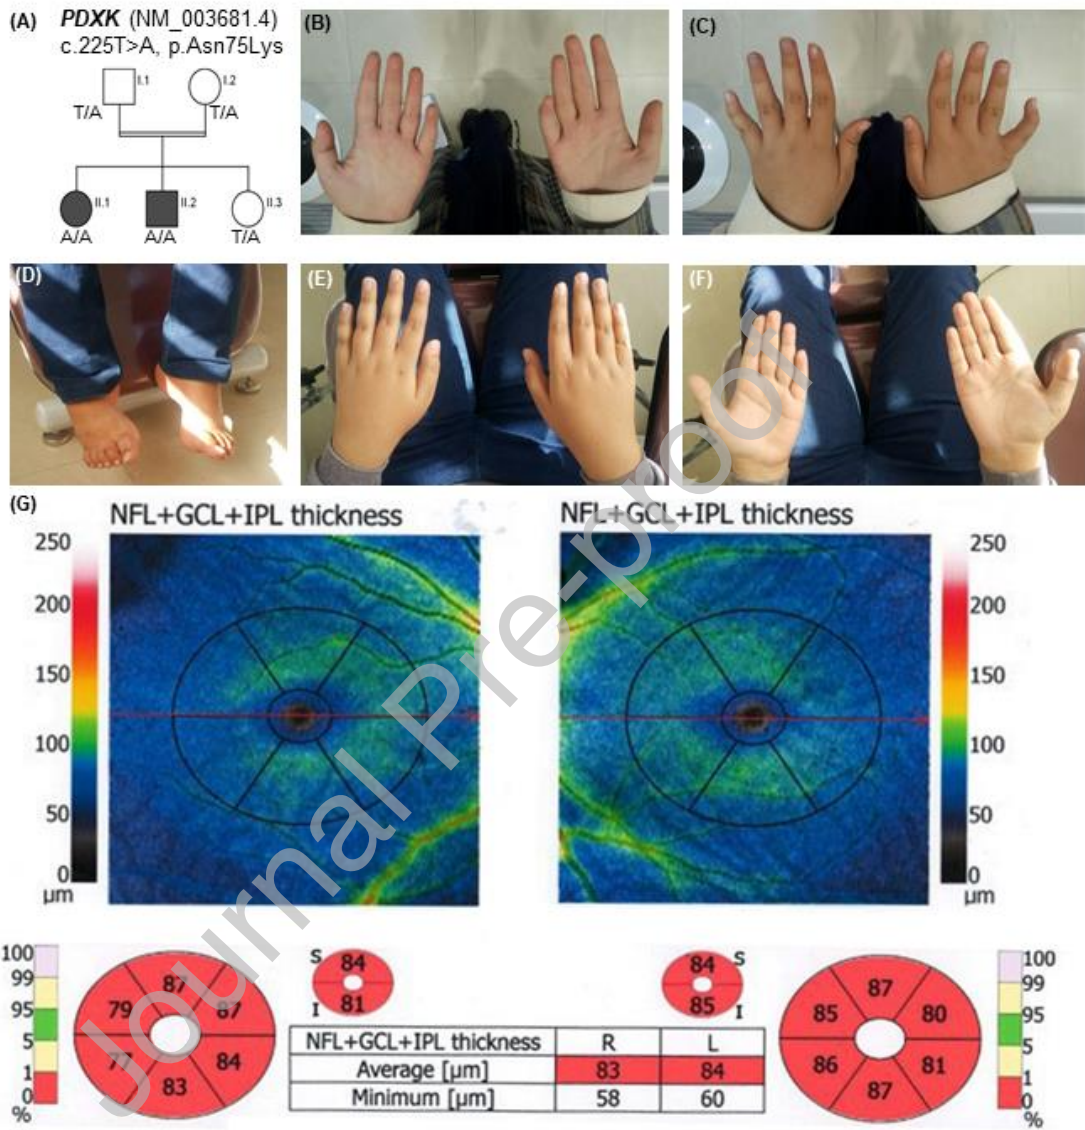 (A) PDXK (NM_003681.4)
c.225T>A, p.Asn75Lys
I.1 I.2
T/A T/A
II.1 II.2 II.3
A/A A/A T/A
(B)
(C)
(D)
(E)
(F)
(G)
NFL+GCL+IPL thickness NFL+GCL+IPL thickness
250 250
200 200
150 150
100 100
50 50
0 0
µm µm
Journal Pre-proof
100
99
95
5
1
0
%
87
79 87
77 84
83
S 84
I 81
84 S
85 I
NFL+GCL+IPL thickness R L
Average [µm] 83 84
Minimum [µm] 58 60
87
85 80
86 81
87
100
99
95
5
1
0
%